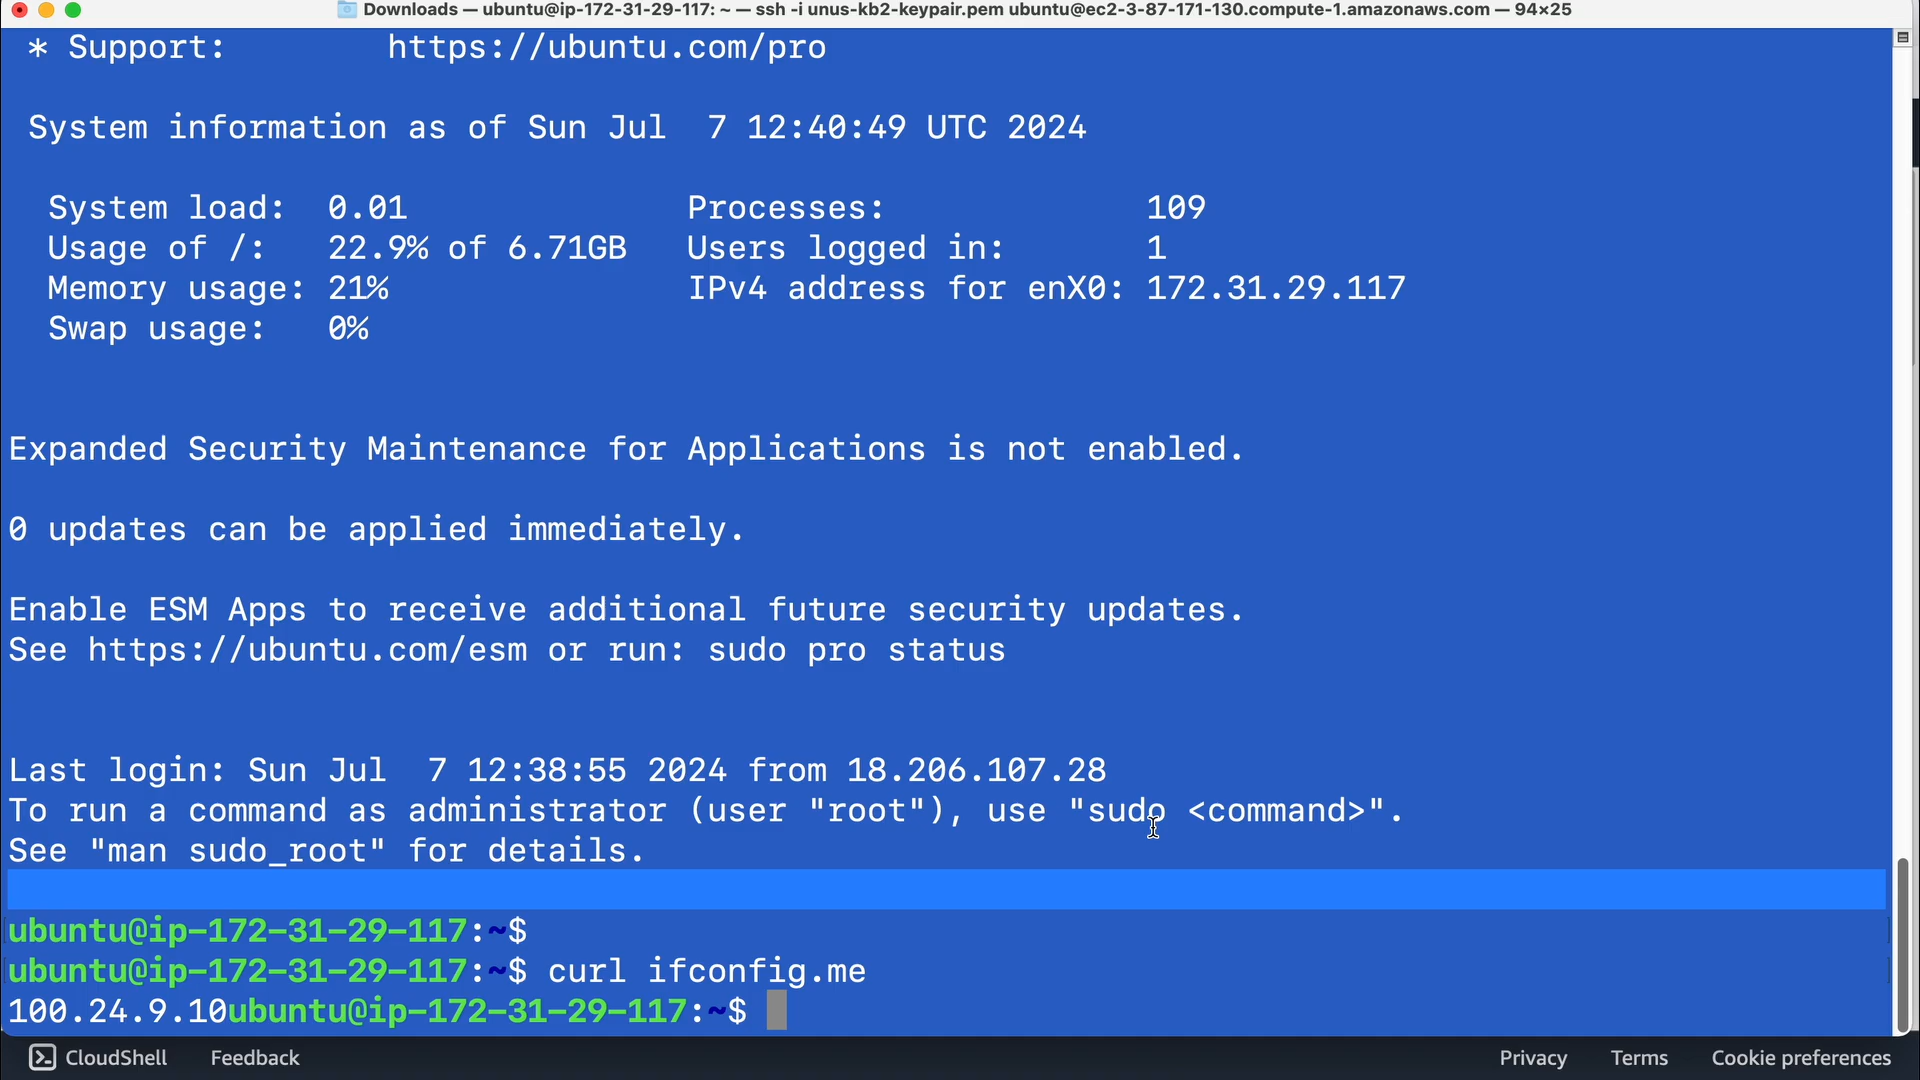 Downloads — ubuntu@ip-172-31-29-117: ~ — ssh -i unus-kb2-keypair.pem ubuntu@ec2-3-87-171-130.compute-1.amazonaws.com — 94×25
* Support: https://ubuntu.com/pro
System information as of Sun Jul 7 12:40:49 UTC 2024
System load: 0.01 Processes: 109
Usage of /: 22.9% of 6.71GB Users logged in: 1
Memory usage: 21% IPv4 address for enX0: 172.31.29.117
Swap usage: 0%
Expanded Security Maintenance for Applications is not enabled.
0 updates can be applied immediately.
Enable ESM Apps to receive additional future security updates.
See https://ubuntu.com/esm or run: sudo pro status
Last login: Sun Jul 7 12:38:55 2024 from 18.206.107.28
To run a command as administrator (user "root"), use "sudo <command>".
See "man sudo_root" for details.
ubuntu@ip-172-31-29-117:~$
ubuntu@ip-172-31-29-117:~$ curl ifconfig.me
100.24.9.10ubuntu@ip-172-31-29-117:~$
CloudShell Feedback Privacy Terms Cookie preferences